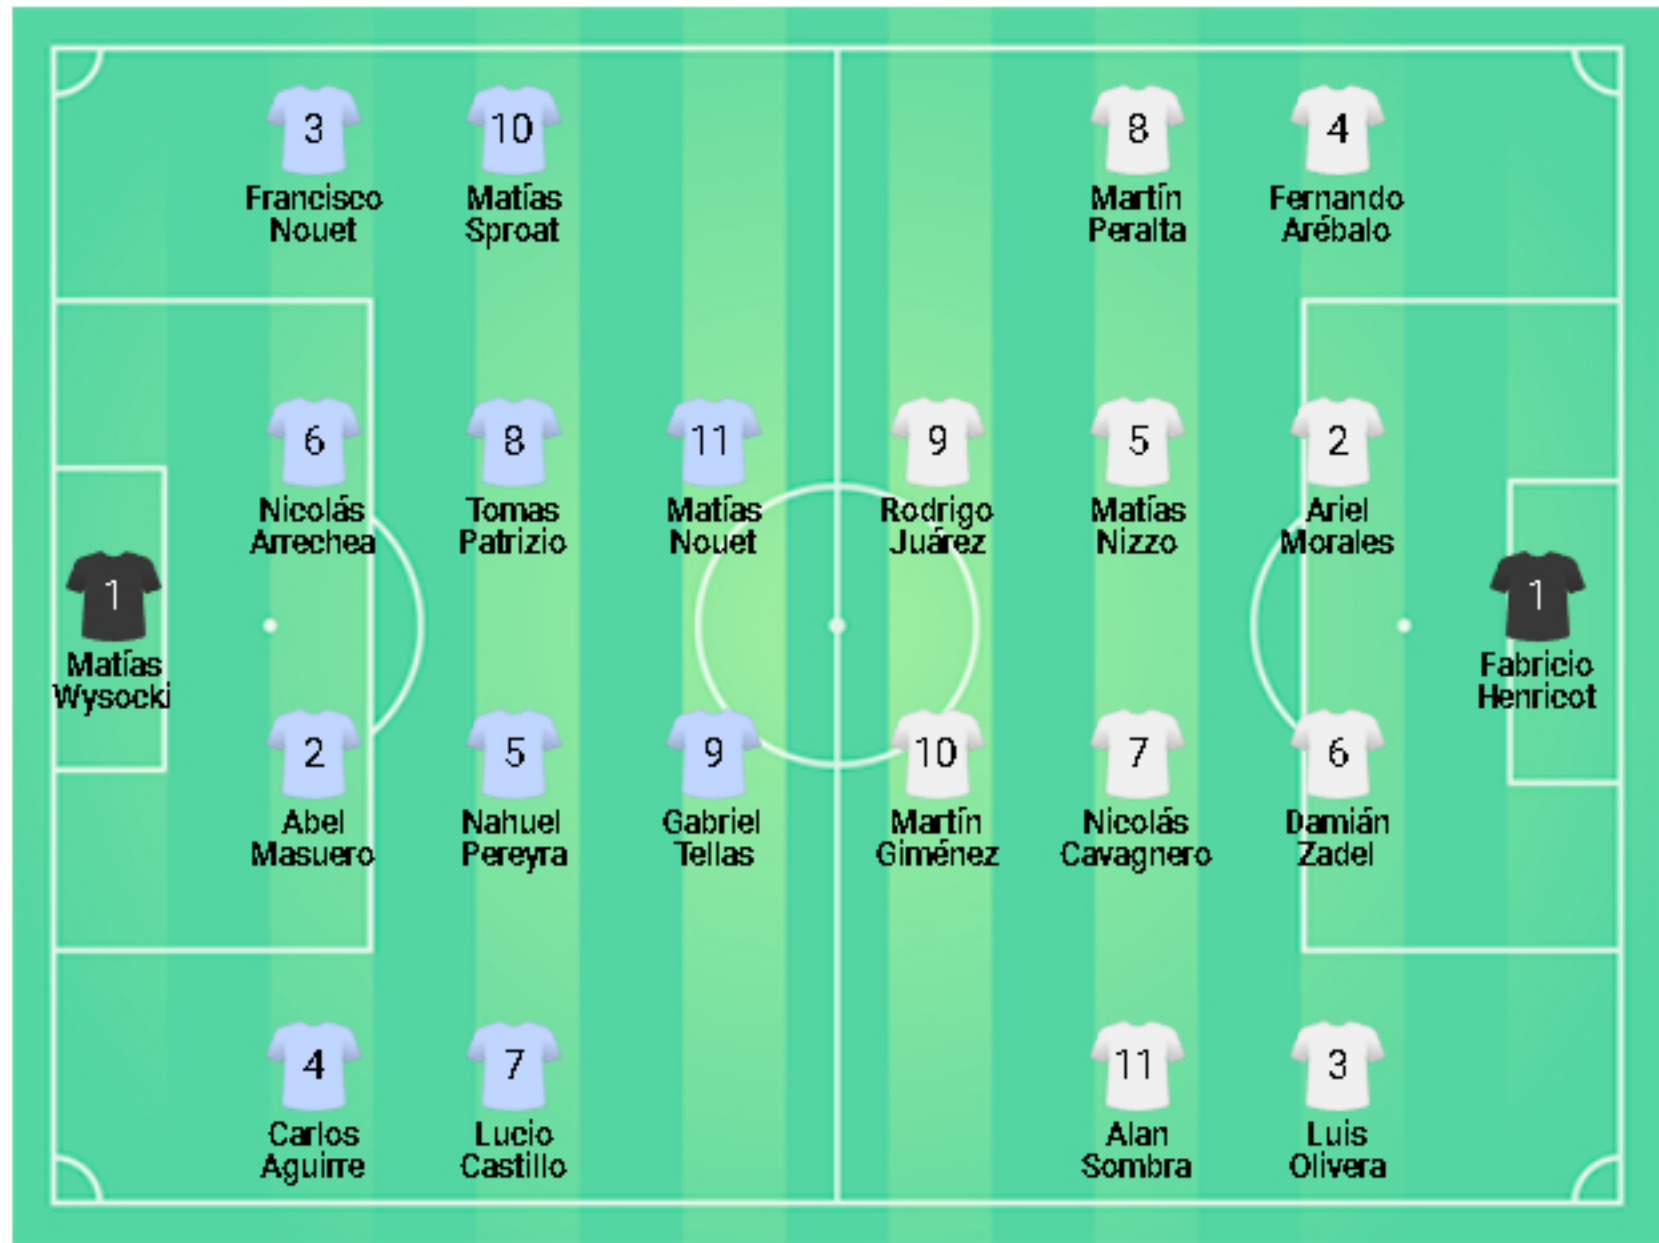 3
Francisco
Nouet
10
Matías
Sproat
8
Martín
Peralta
4
Fernando
Arébalo
6
Nicolás
Arrechea
8
Tomas
Patrizio
11
Matías
Nouet
9
Rodrigo
Juárez
5
Matías
Nizzo
2
Ariel
Morales
1
Matías
Wysocki
1
Fabricio
Henricot
2
Abel
Masuero
5
Nahuel
Pereyra
9
Gabriel
Tellas
10
Martín
Giménez
7
Nicolás
Cavagnero
6
Damián
Zadel
4
Carlos
Aguirre
7
Lucio
Castillo
11
Alan
Sombra
3
Luis
Olivera